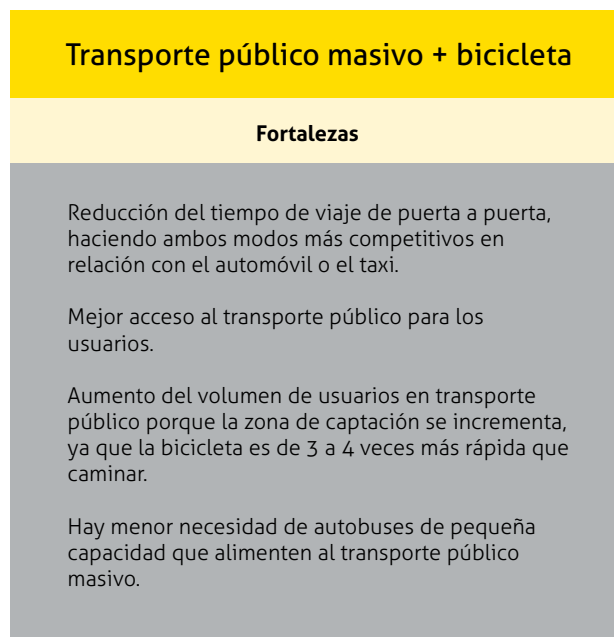 Transporte público masivo + bicicleta
Fortalezas
Reducción del tiempo de viaje de puerta a puerta,
haciendo ambos modos más competitivos en
relación con el automóvil o el taxi.
Mejor acceso al transporte público para los
usuarios.
Aumento del volumen de usuarios en transporte
público porque la zona de captación se incrementa,
ya que la bicicleta es de 3 a 4 veces más rápida que
caminar.
Hay menor necesidad de autobuses de pequeña
capacidad que alimenten al transporte público
masivo.